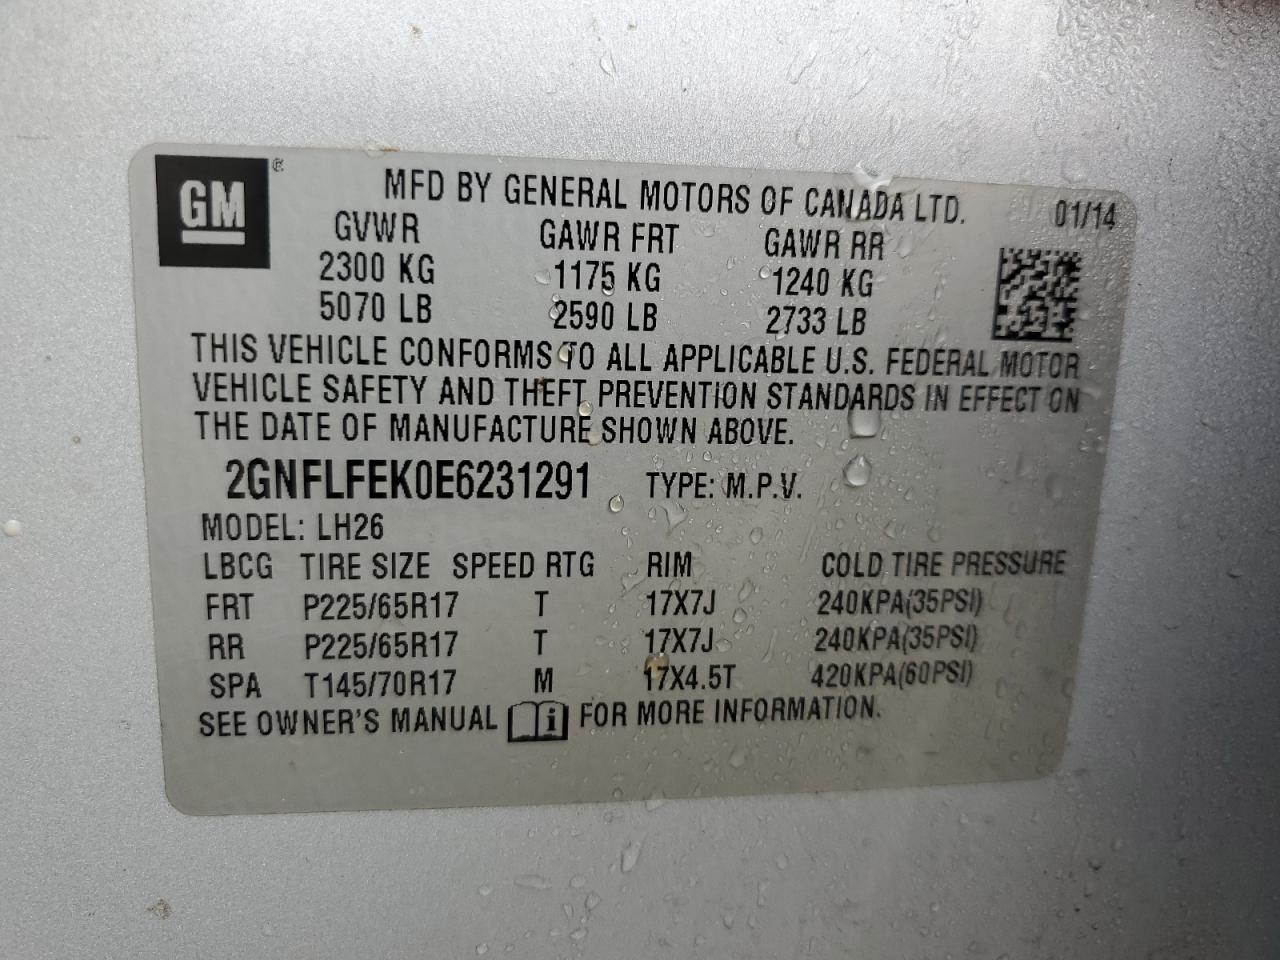 GM ®
MFD BY GENERAL MOTORS OF CANADA LTD. 01/14
GVWR GAWR FRT GAWR RR
2300 KG 1175 KG 1240 KG
5070 LB 2590 LB 2733 LB
THIS VEHICLE CONFORMS TO ALL APPLICABLE U.S. FEDERAL MOTOR
VEHICLE SAFETY AND THEFT PREVENTION STANDARDS IN EFFECT ON
THE DATE OF MANUFACTURE SHOWN ABOVE.
2GNFLFEK0E6231291 TYPE: M.P.V.
MODEL: LH26
LBCG TIRE SIZE SPEED RTG RIM COLD TIRE PRESSURE
FRT P225/65R17 T 17X7J 240KPA(35PSI)
RR P225/65R17 T 17X7J 240KPA(35PSI)
SPA T145/70R17 M 17X4.5T 420KPA(60PSI)
SEE OWNER'S MANUAL i FOR MORE INFORMATION.